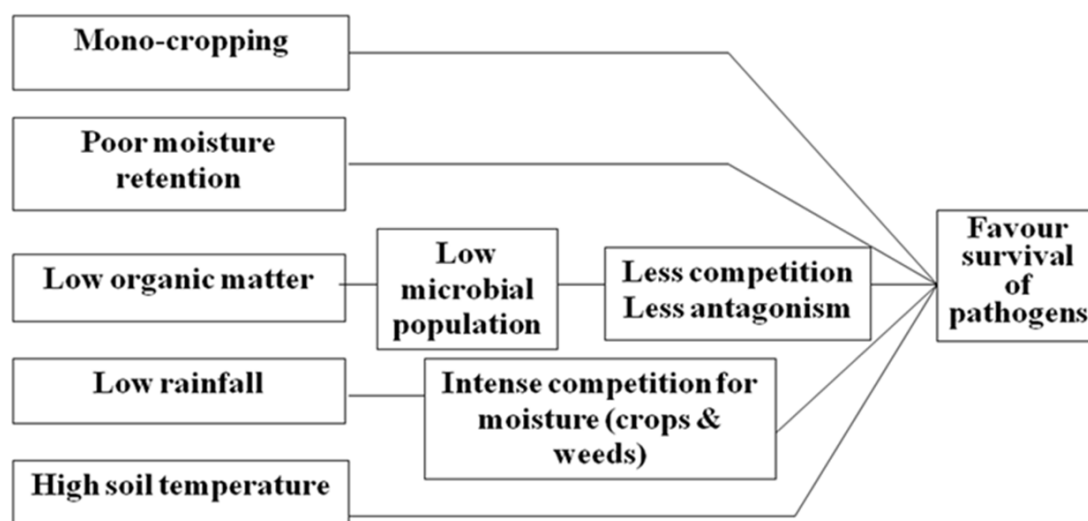 Mono-cropping
Poor moisture
retention
Low organic matter
Low
microbial
population
Less competition
Less antagonism
Favour
survival
of
pathogens
Low rainfall
Intense competition for
moisture (crops &
weeds)
High soil temperature